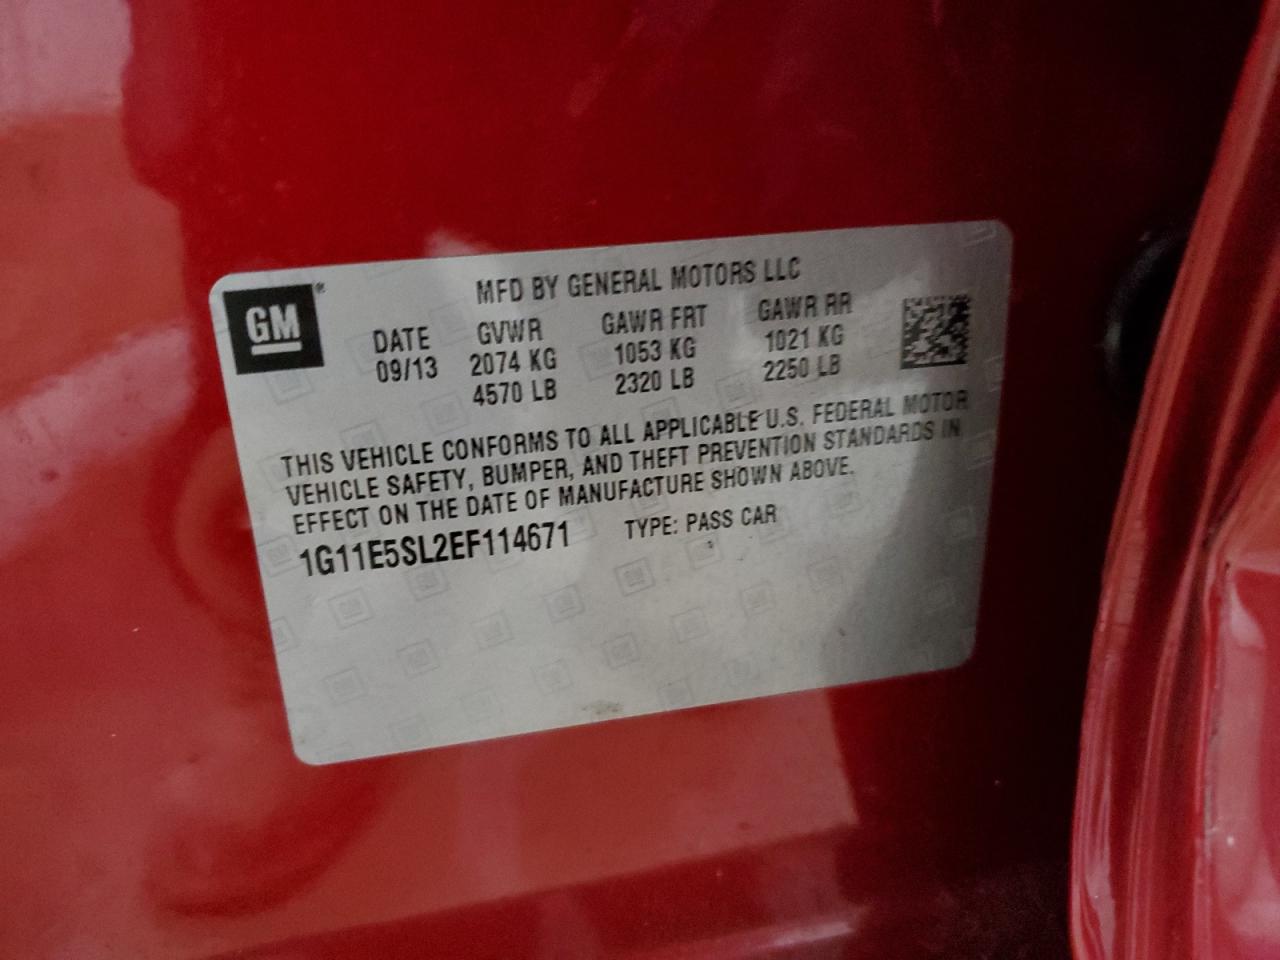 GM®
MFD BY GENERAL MOTORS LLC
DATE GVWR GAWR FRT GAWR RR
09/13 2074 KG 1053 KG 1021 KG
4570 LB 2320 LB 2250 LB
THIS VEHICLE CONFORMS TO ALL APPLICABLE U.S. FEDERAL MOTOR
VEHICLE SAFETY, BUMPER, AND THEFT PREVENTION STANDARDS IN
EFFECT ON THE DATE OF MANUFACTURE SHOWN ABOVE.
1G11E5SL2EF114671 TYPE: PASS CAR